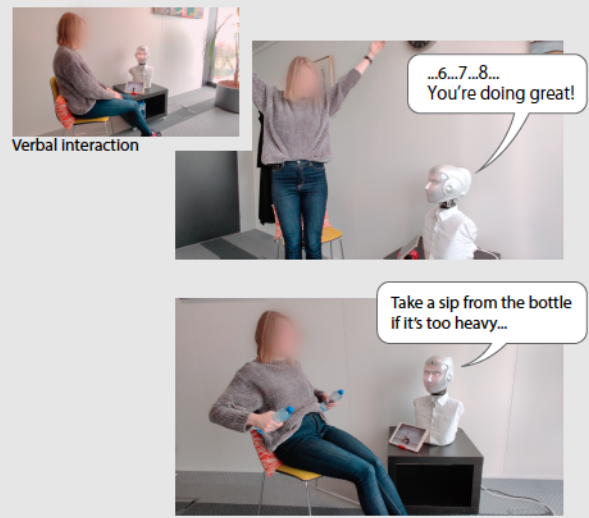 Verbal interaction
...6...7...8...
You're doing great!
Take a sip from the bottle
if it's too heavy...